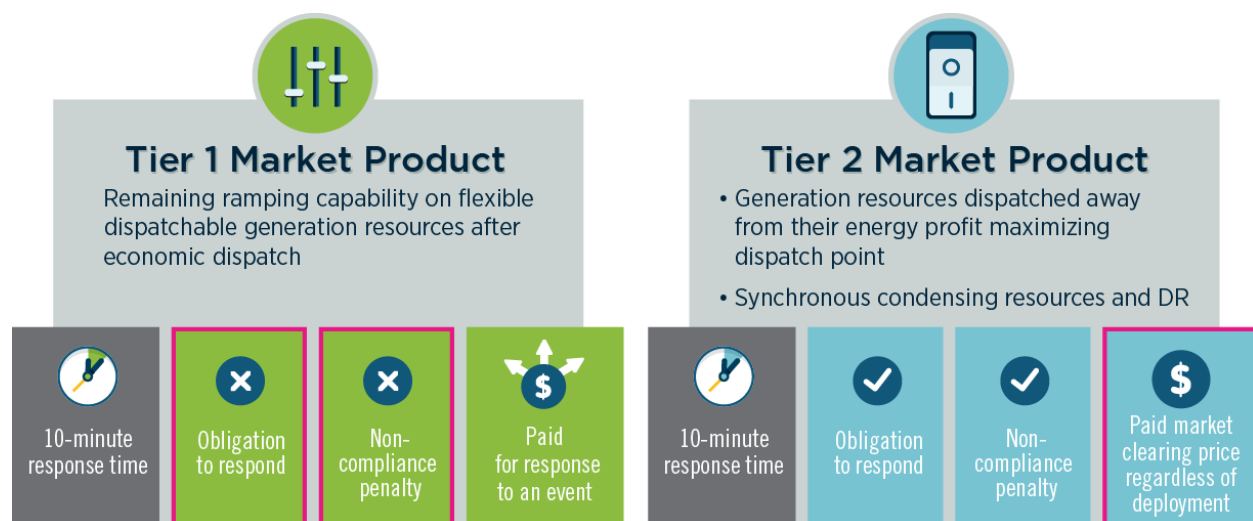 Tier 1 Market Product
Remaining ramping capability on flexible
dispatchable generation resources after
economic dispatch
10-minute
response time
Obligation
to respond
Non-
compliance
penalty
$
Paid
for response
to an event
Tier 2 Market Product
• Generation resources dispatched away
from their energy profit maximizing
dispatch point
• Synchronous condensing resources and DR
10-minute
response time
Obligation
to respond
Non-
compliance
penalty
$
Paid market
clearing price
regardless of
deployment